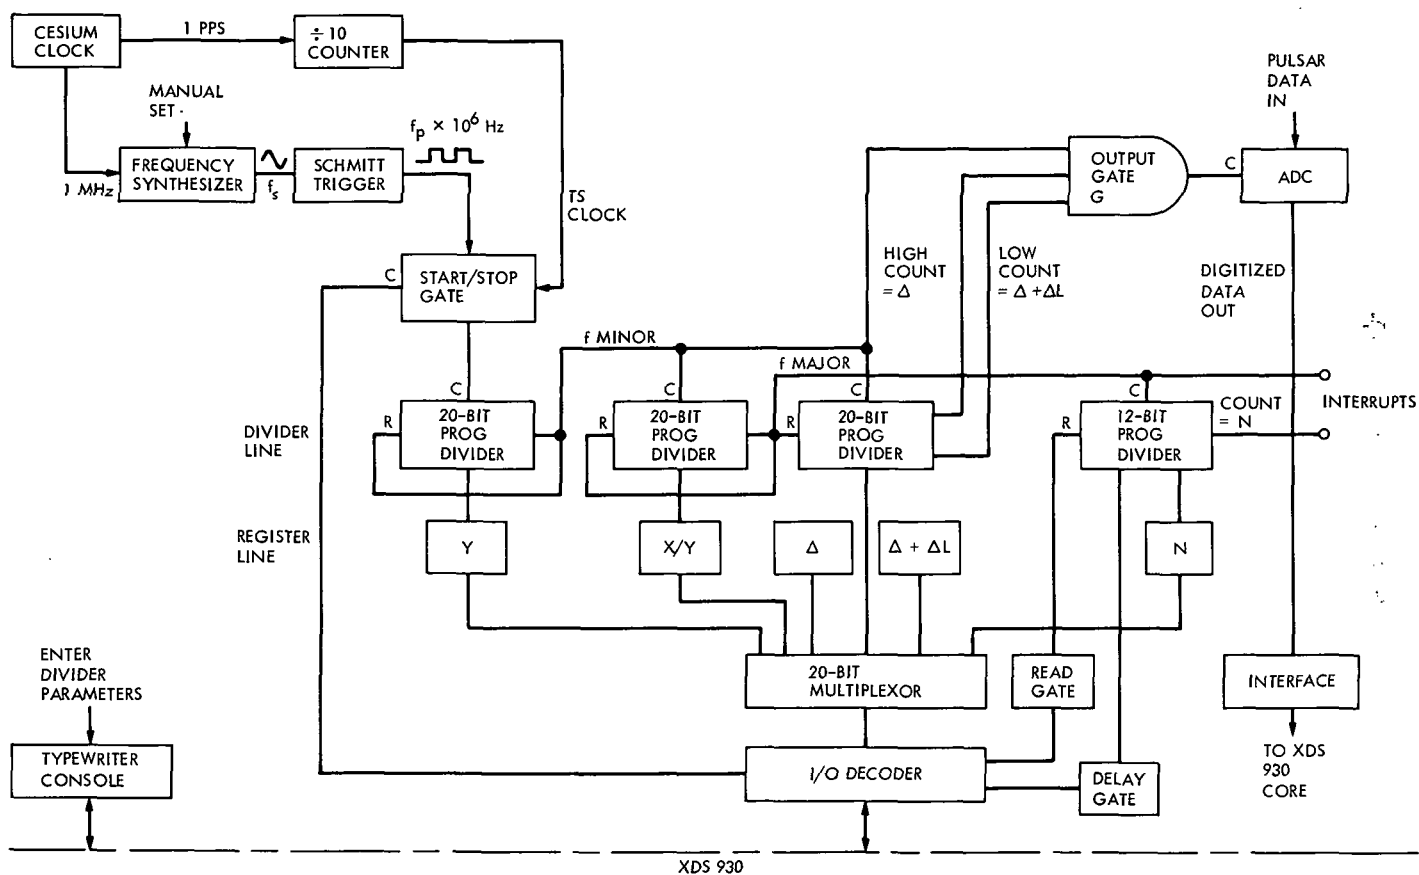 CESIUM
CLOCK
1 PPS
÷ 10
COUNTER
MANUAL
SET
f_p × 10^6 Hz
FREQUENCY
SYNTHESIZER
1 MHz
f_s
SCHMITT
TRIGGER
TS
CLOCK
PULSAR
DATA
IN
OUTPUT
GATE
G
C
ADC
C
START/STOP
GATE
HIGH
COUNT
= Δ
LOW
COUNT
= Δ + ΔL
DIGITIZED
DATA
OUT
f MINOR
f MAJOR
C
C
C
C
DIVIDER
LINE
R
20-BIT
PROG
DIVIDER
R
20-BIT
PROG
DIVIDER
R
20-BIT
PROG
DIVIDER
R
12-BIT
PROG
DIVIDER
COUNT
= N
INTERRUPTS
REGISTER
LINE
Y
X/Y
Δ
Δ + ΔL
N
ENTER
DIVIDER
PARAMETERS
20-BIT
MULTIPLEXOR
READ
GATE
INTERFACE
TYPEWRITER
CONSOLE
I/O DECODER
DELAY
GATE
TO XDS
930
CORE
XDS 930